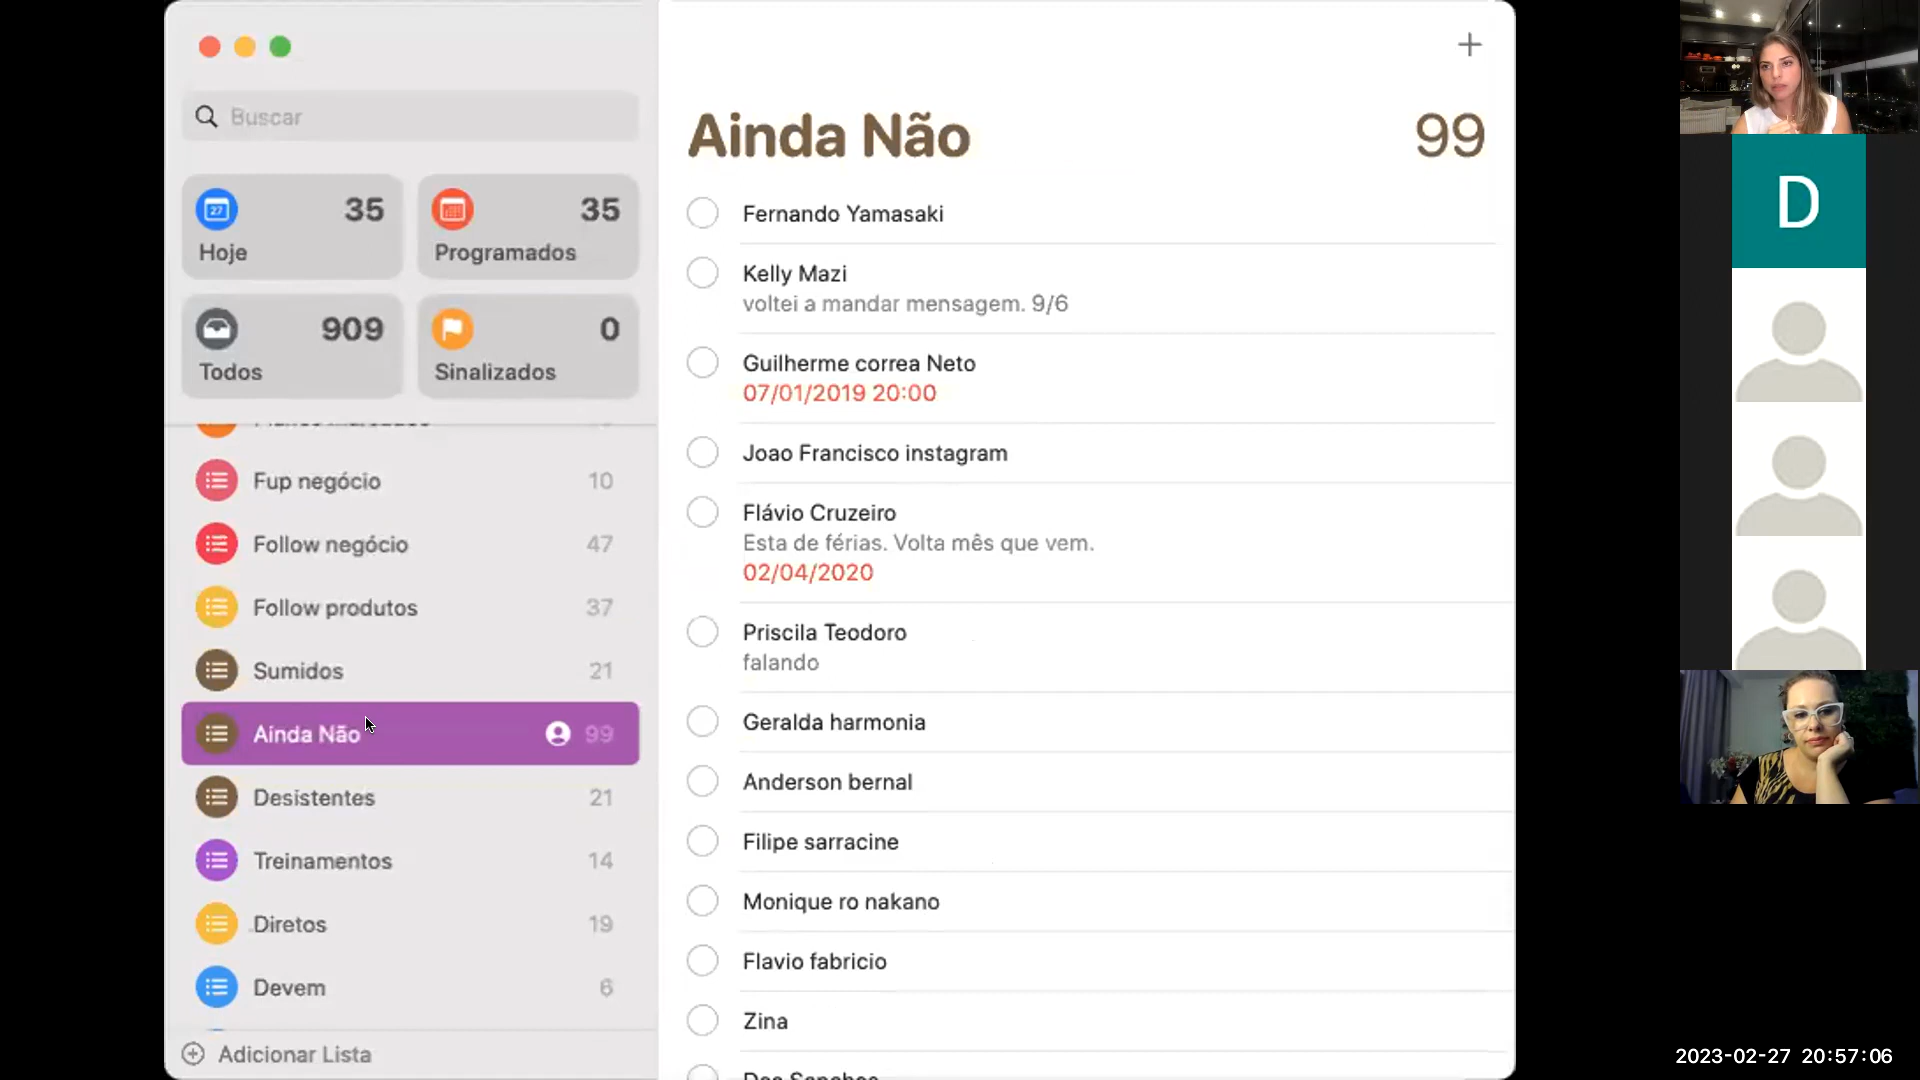 Buscar
35
Hoje
35
Programados
909
Todos
0
Sinalizados
Fup negócio 10
Follow negócio 47
Follow produtos 37
Sumidos 21
Ainda Não 99
Desistentes 21
Treinamentos 14
Diretos 19
Devem 6
Adicionar Lista
+
Ainda Não 99
Fernando Yamasaki
Kelly Mazi
voltei a mandar mensagem. 9/6
Guilherme correa Neto
07/01/2019 20:00
Joao Francisco instagram
Flávio Cruzeiro
Esta de férias. Volta mês que vem.
02/04/2020
Priscila Teodoro
falando
Geralda harmonia
Anderson bernal
Filipe sarracine
Monique ro nakano
Flavio fabricio
Zina
D
2023-02-27 20:57:06